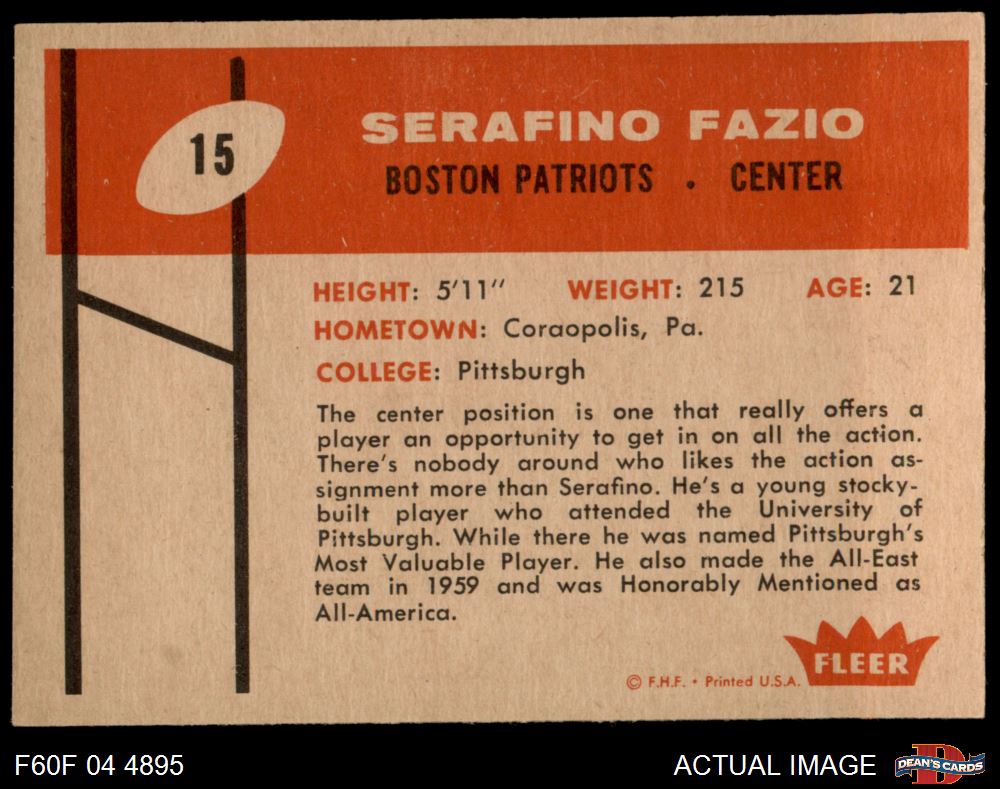 15
SERAFINO FAZIO
BOSTON PATRIOTS . CENTER
HEIGHT: 5'11" WEIGHT: 215 AGE: 21
HOMETOWN: Coraopolis, Pa.
COLLEGE: Pittsburgh
The center position is one that really offers a
player an opportunity to get in on all the action.
There's nobody around who likes the action as-
signment more than Serafino. He's a young stocky-
built player who attended the University of
Pittsburgh. While there he was named Pittsburgh's
Most Valuable Player. He also made the All-East
team in 1959 and was Honorably Mentioned as
All-America.
FLEER
© F.H.F. • Printed U.S.A.
F60F 04 4895
ACTUAL IMAGE
D
DEAN'S CARDS